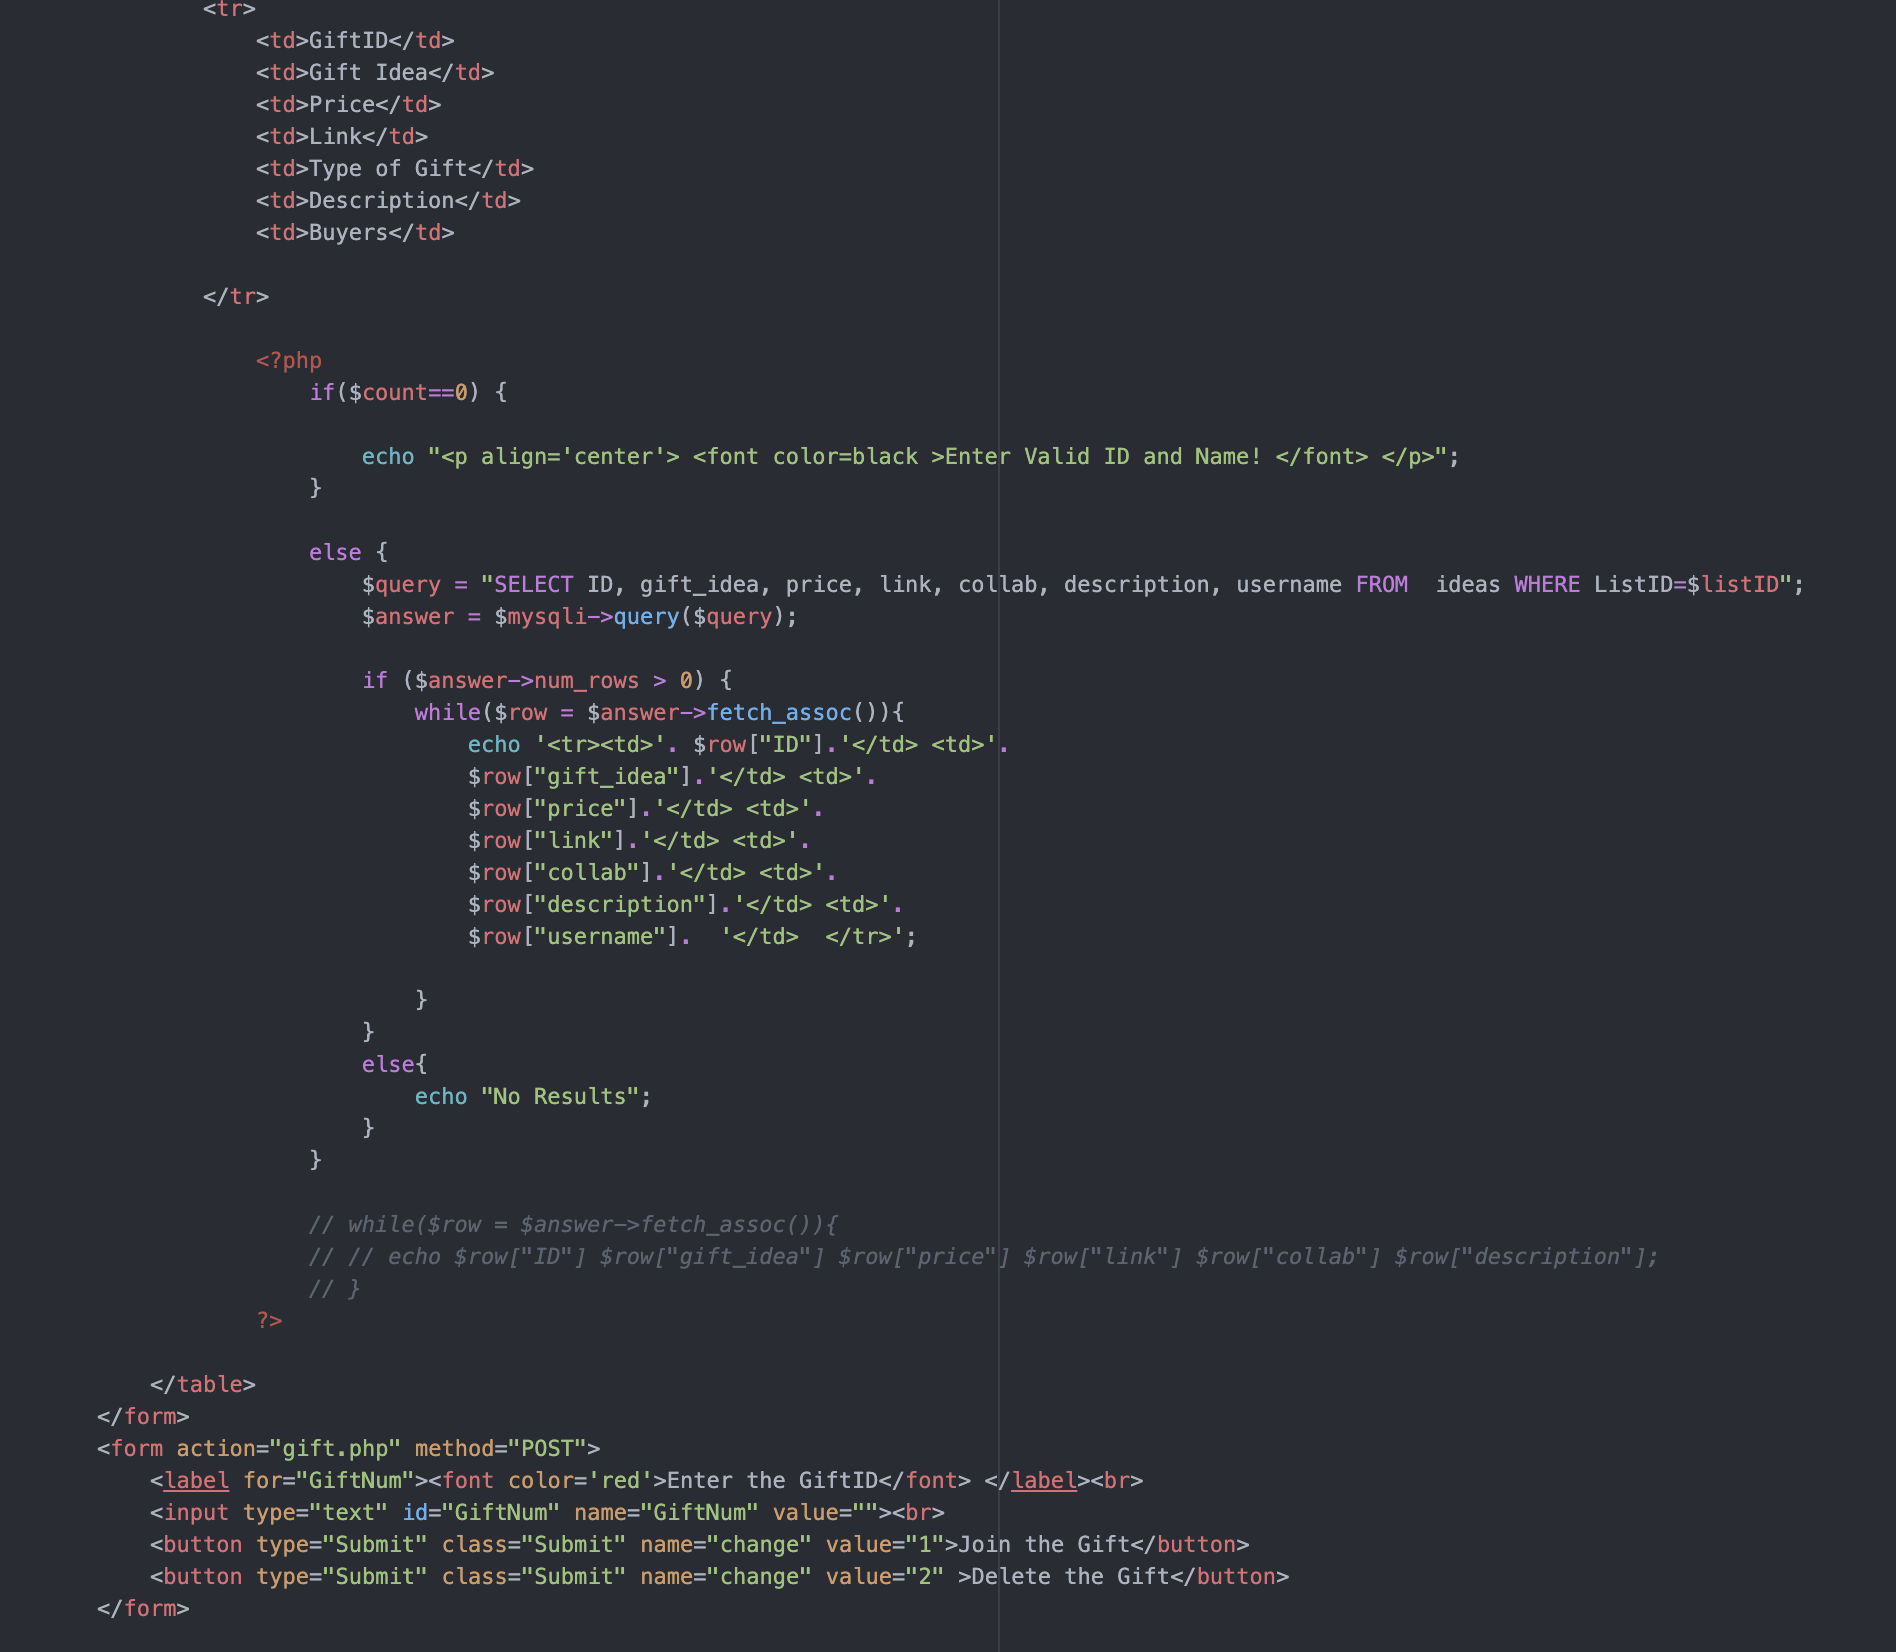 <tr>
<td>GiftID</td>
<td>Gift Idea</td>
<td>Price</td>
<td>Link</td>
<td>Type of Gift</td>
<td>Description</td>
<td>Buyers</td>
</tr>
<?php
if($count==0) {
echo "<p align='center'> <font color=black >Enter Valid ID and Name! </font> </p>";
}
else {
$query = "SELECT ID, gift_idea, price, link, collab, description, username FROM  ideas WHERE ListID=$listID";
$answer = $mysqli->query($query);
if ($answer->num_rows > 0) {
while($row = $answer->fetch_assoc()){
echo '<tr><td>'. $row["ID"].'</td> <td>'.
$row["gift_idea"].'</td> <td>'.
$row["price"].'</td> <td>'.
$row["link"].'</td> <td>'.
$row["collab"].'</td> <td>'.
$row["description"].'</td> <td>'.
$row["username"].  '</td>  </tr>';
}
}
else{
echo "No Results";
}
}
// while($row = $answer->fetch_assoc()){
// // echo $row["ID"] $row["gift_idea"] $row["price"] $row["link"] $row["collab"] $row["description"];
// }
?>
</table>
</form>
<form action="gift.php" method="POST">
<label for="GiftNum"><font color='red'>Enter the GiftID</font> </label><br>
<input type="text" id="GiftNum" name="GiftNum" value=""><br>
<button type="Submit" class="Submit" name="change" value="1">Join the Gift</button>
<button type="Submit" class="Submit" name="change" value="2" >Delete the Gift</button>
</form>